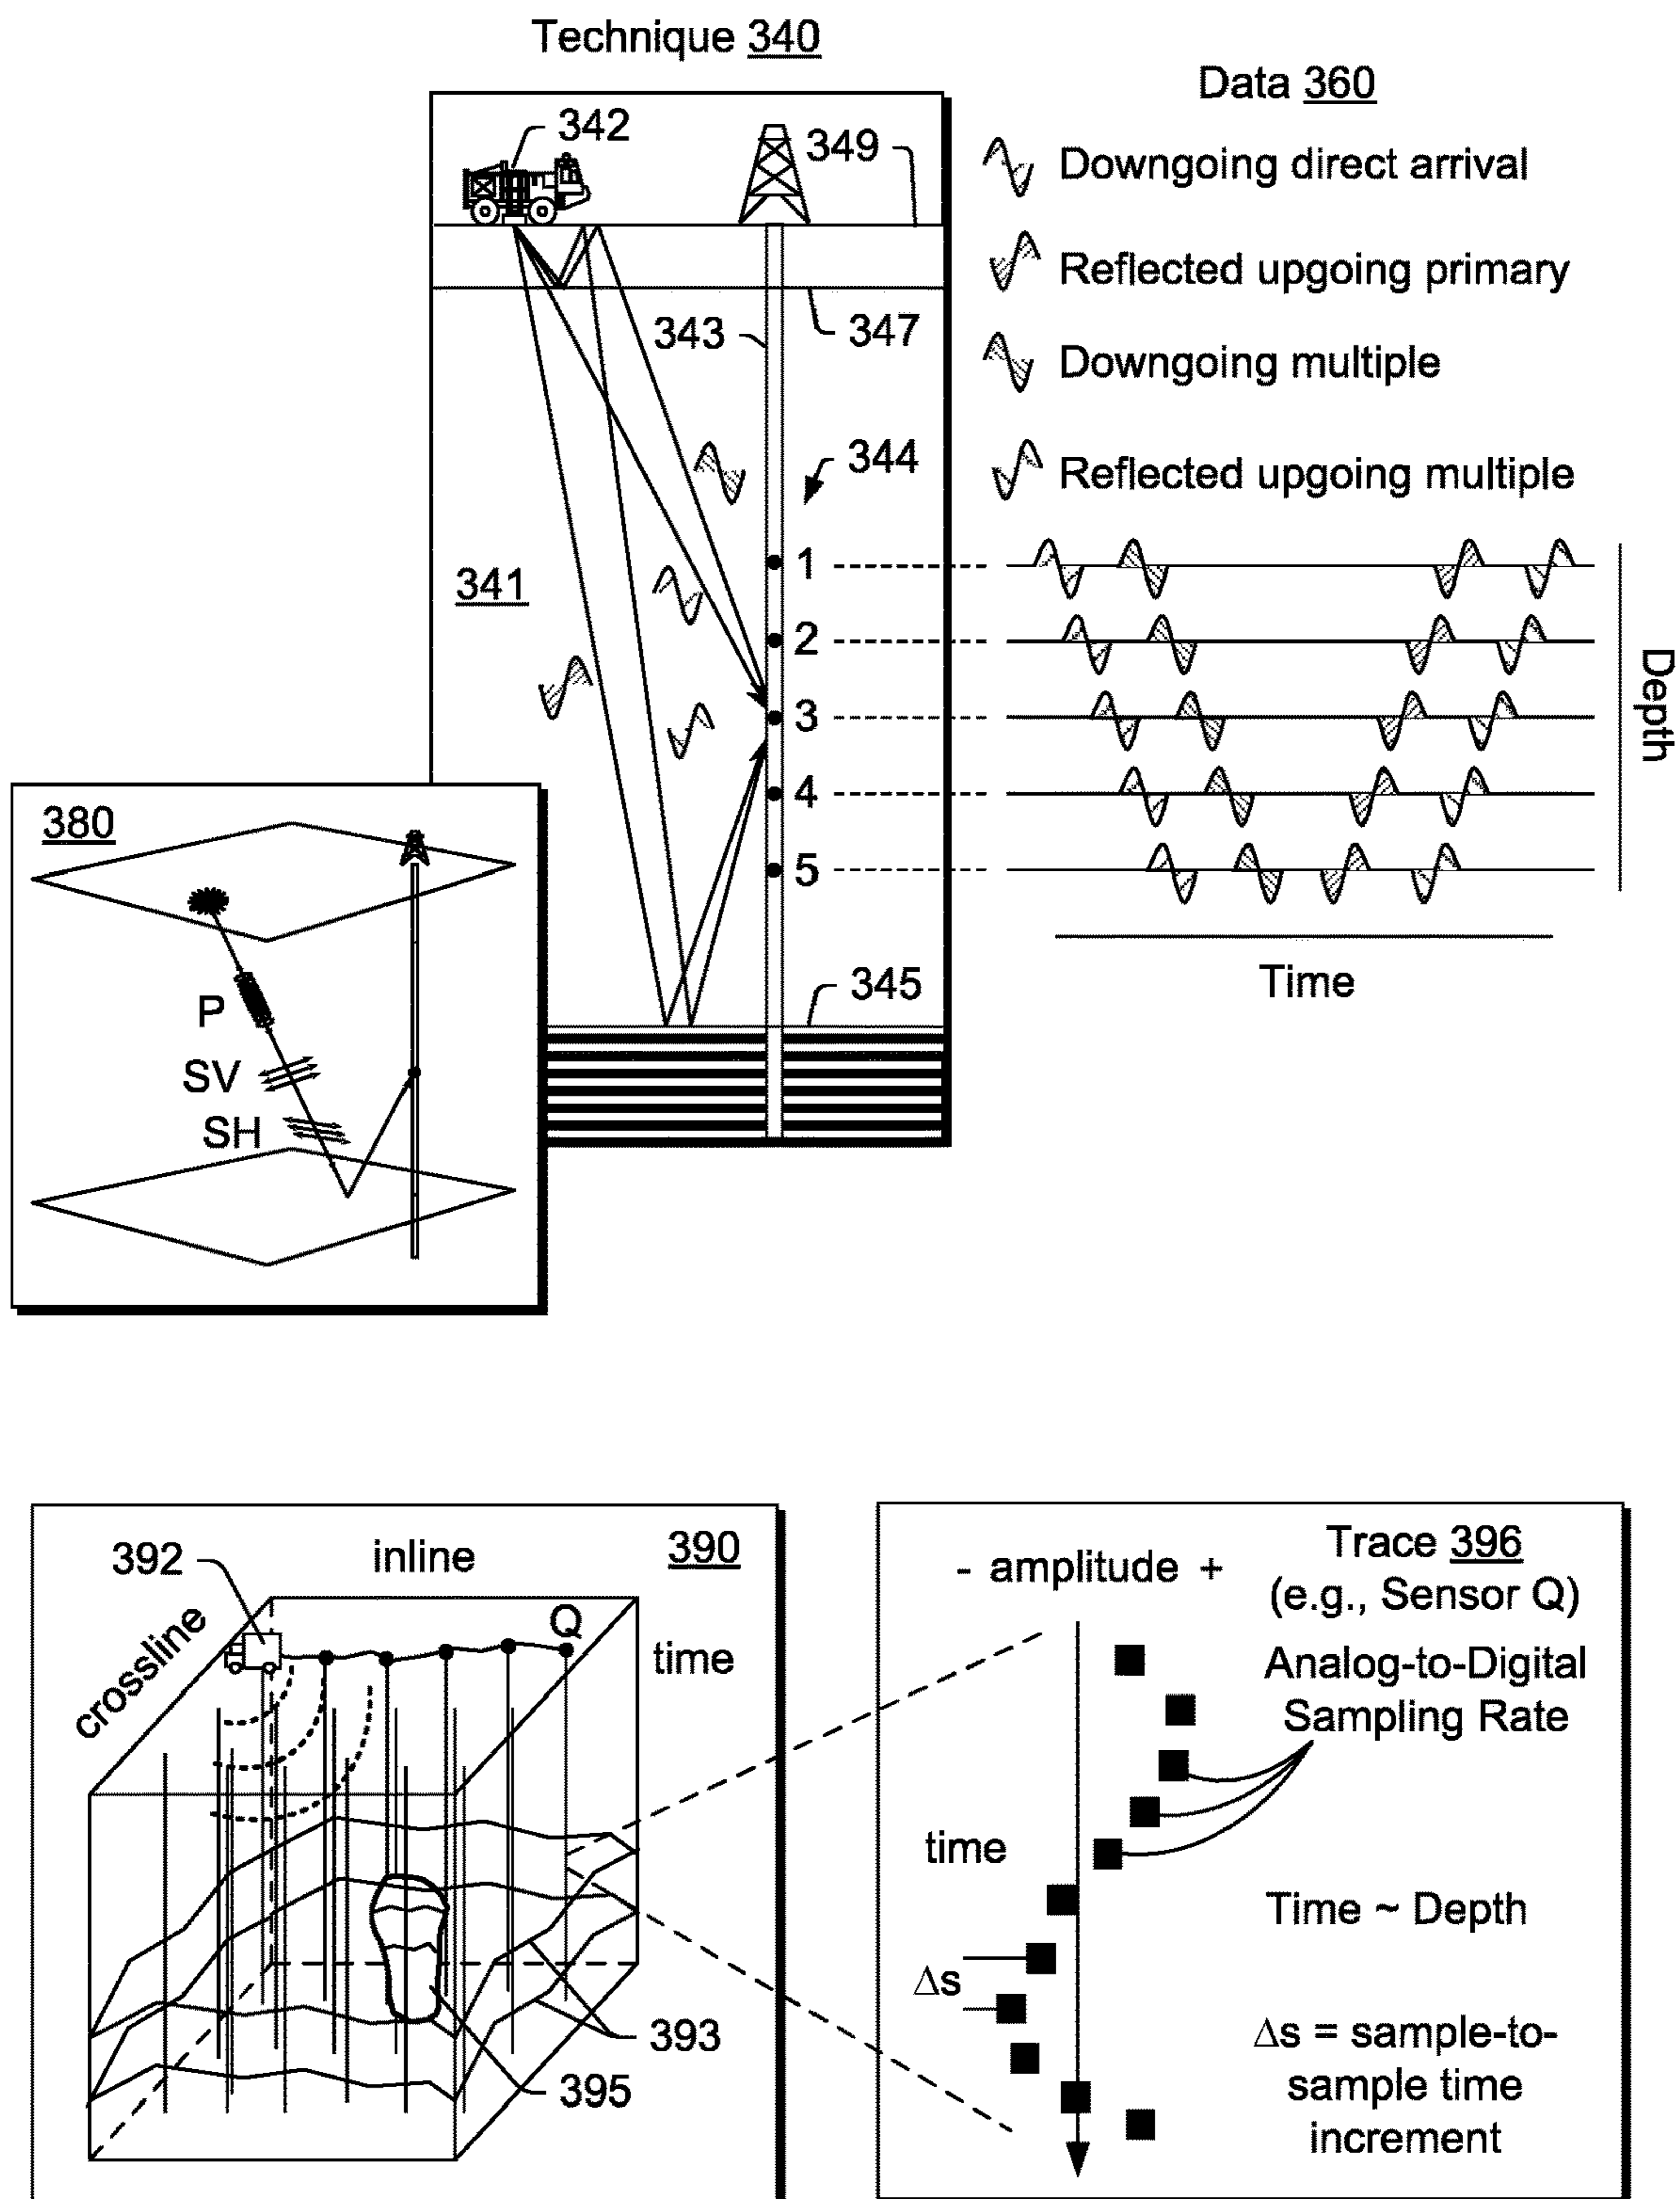 Technique 340
Data 360
342
349
Downgoing direct arrival
Reflected upgoing primary
343
347
Downgoing multiple
344
Reflected upgoing multiple
341
1
2
3
4
5
Depth
Time
345
380
P
SV
SH
390
392
inline
crossline
Q
time
393
395
Trace 396
(e.g., Sensor Q)
- amplitude +
Analog-to-Digital
Sampling Rate
time
Time ~ Depth
Δs
Δs = sample-to-
sample time
increment